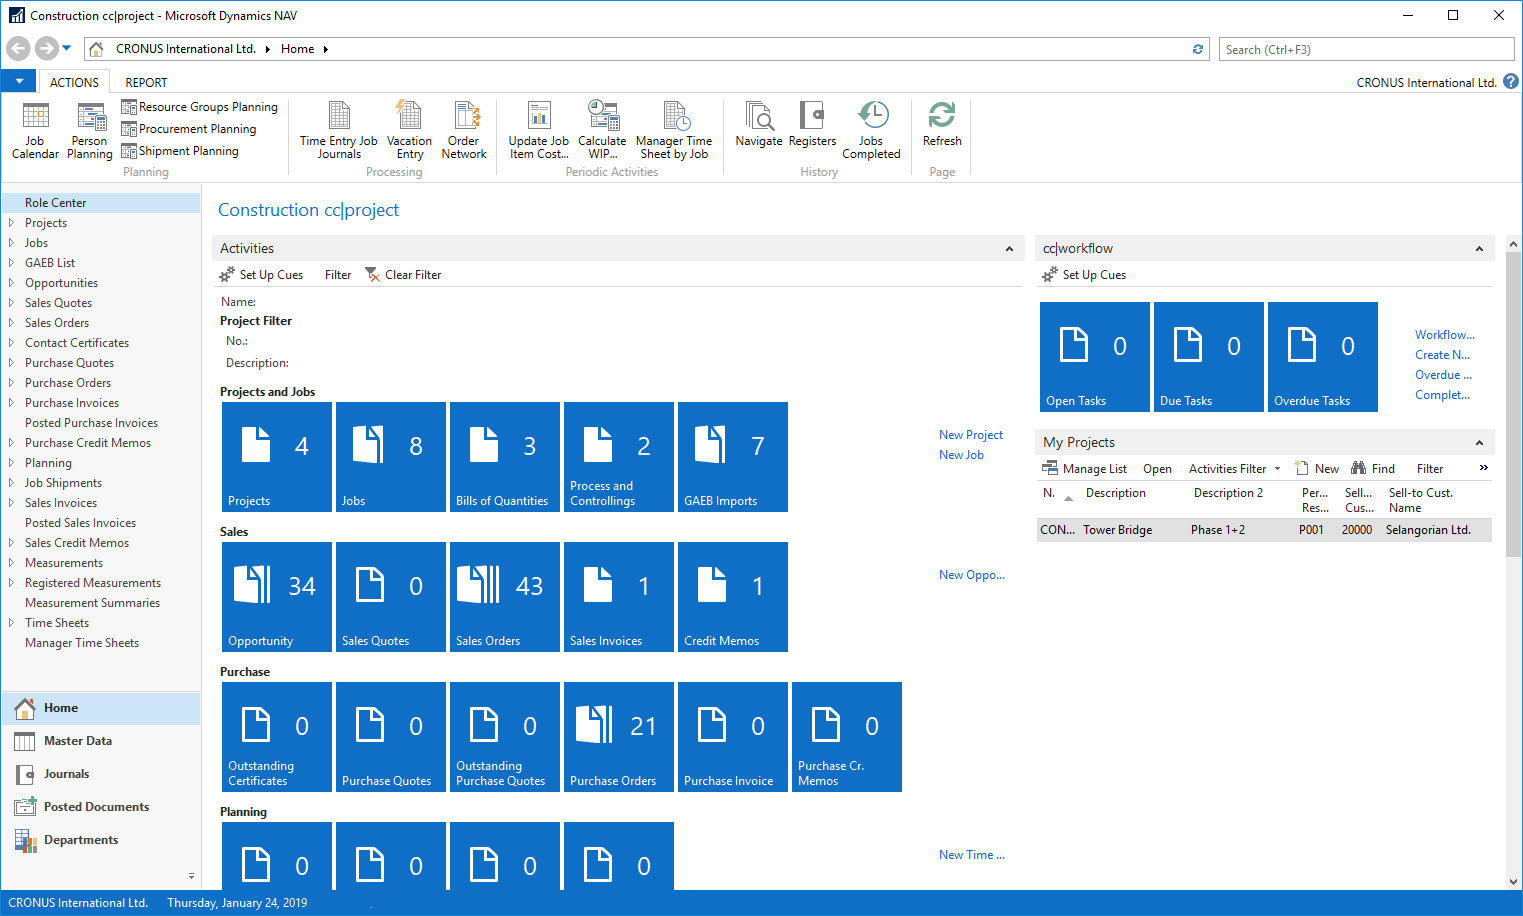 Construction cc|project - Microsoft Dynamics NAV
CRONUS International Ltd.
Home
Search (Ctrl+F3)
ACTIONS
REPORT
CRONUS International Ltd.
Job
Calendar
Person
Planning
Resource Groups Planning
Procurement Planning
Shipment Planning
Planning
Time Entry Job
Journals
Vacation
Entry
Order
Network
Processing
Update Job
Item Cost...
Calculate
WIP...
Manager Time
Sheet by Job
Periodic Activities
Navigate
Registers
Jobs
Completed
History
Refresh
Page
Role Center
Projects
Jobs
GAEB List
Opportunities
Sales Quotes
Sales Orders
Contact Certificates
Purchase Quotes
Purchase Orders
Purchase Invoices
Posted Purchase Invoices
Purchase Credit Memos
Planning
Job Shipments
Sales Invoices
Posted Sales Invoices
Sales Credit Memos
Measurements
Registered Measurements
Measurement Summaries
Time Sheets
Manager Time Sheets
Home
Master Data
Journals
Posted Documents
Departments
Construction cc|project
Activities
Set Up Cues
Filter
Clear Filter
Name:
Project Filter
No.:
Description:
Projects and Jobs
4
Projects
8
Jobs
3
Bills of Quantities
2
Process and
Controllings
7
GAEB Imports
New Project
New Job
Sales
34
Opportunity
0
Sales Quotes
43
Sales Orders
1
Sales Invoices
1
Credit Memos
New Oppo...
Purchase
0
Outstanding
Certificates
0
Purchase Quotes
0
Outstanding
Purchase Quotes
21
Purchase Orders
0
Purchase Invoice
0
Purchase Cr.
Memos
Planning
0
0
0
0
New Time ...
cc|workflow
Set Up Cues
0
Open Tasks
0
Due Tasks
0
Overdue Tasks
Workflow...
Create N...
Overdue ...
Complet...
My Projects
Manage List
Open
Activities Filter
New
Find
Filter
N.
Description
Description 2
Per...
Res...
Sell...
Cus...
Sell-to Cust.
Name
CON...
Tower Bridge
Phase 1+2
P001
20000
Selangorian Ltd.
CRONUS International Ltd.
Thursday, January 24, 2019